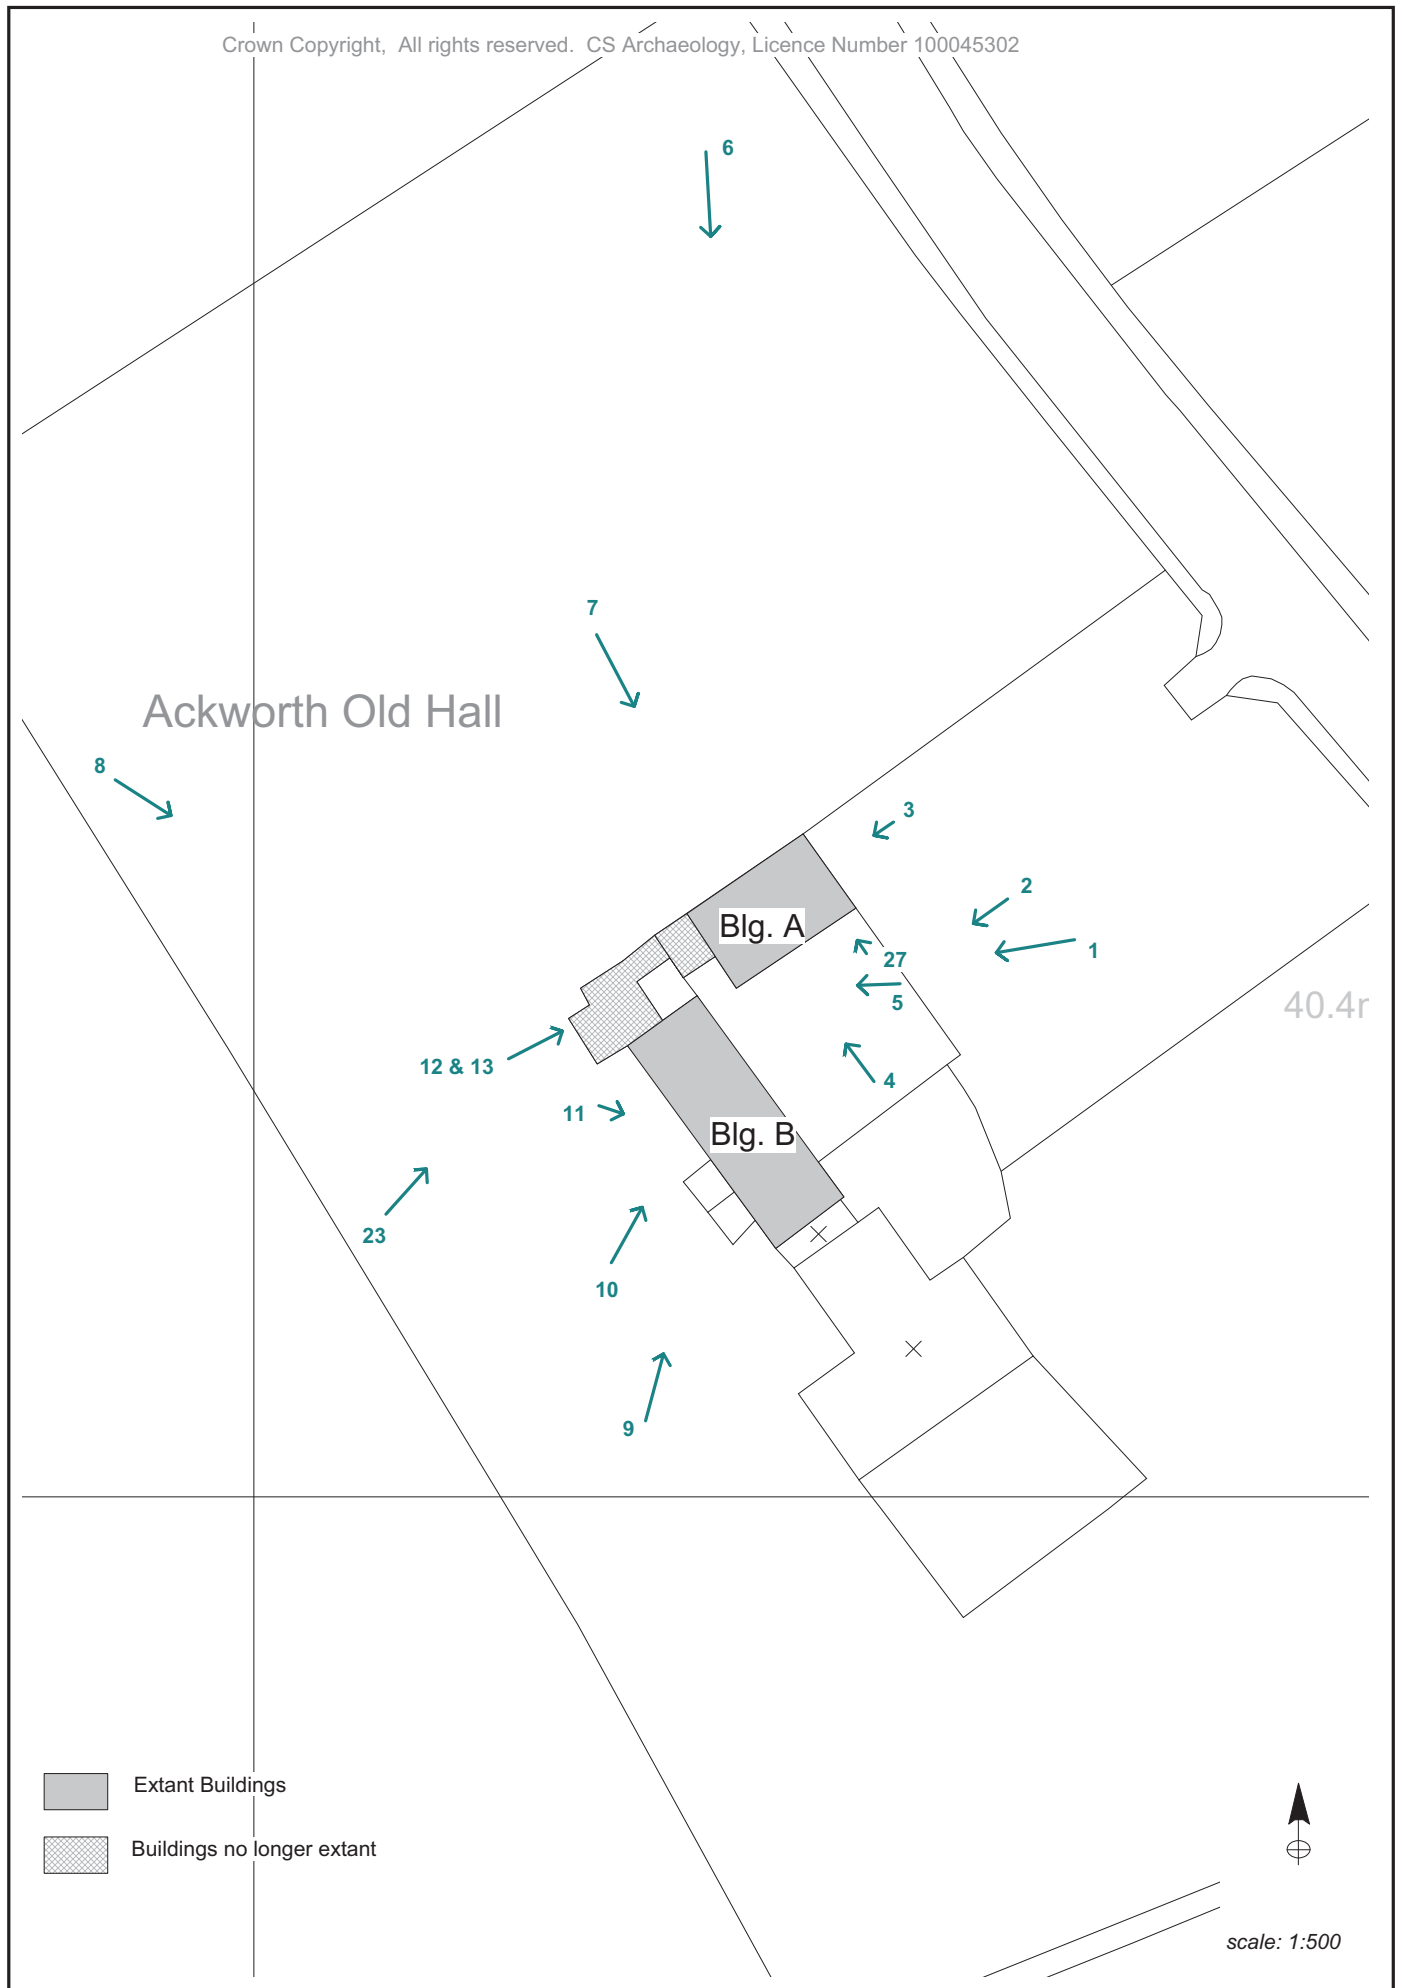 Crown Copyright, All rights reserved. CS Archaeology, Licence Number 100045302
6
7
Ackworth Old Hall
8
3
2
Blg. A
1
27
5
40.4r
12 & 13
4
11
Blg. B
23
10
9
Extant Buildings
Buildings no longer extant
scale: 1:500